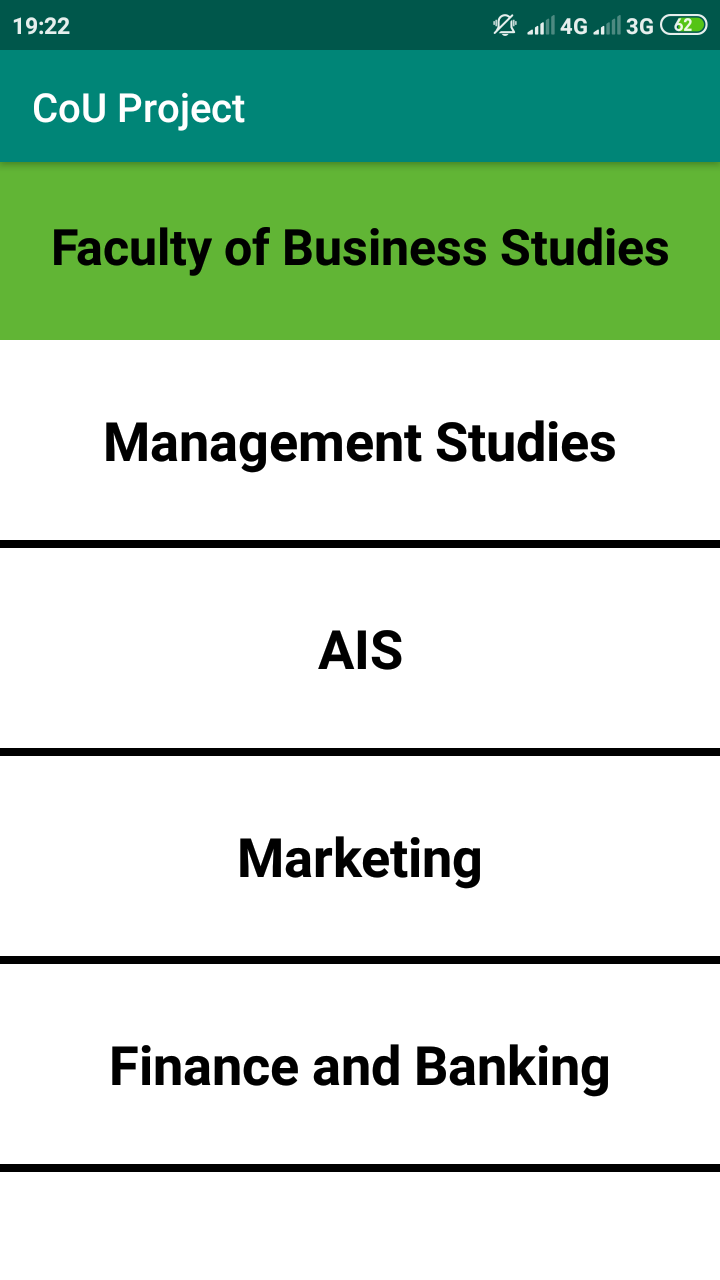 19:22 4G 3G 62
CoU Project
Faculty of Business Studies
Management Studies
AIS
Marketing
Finance and Banking